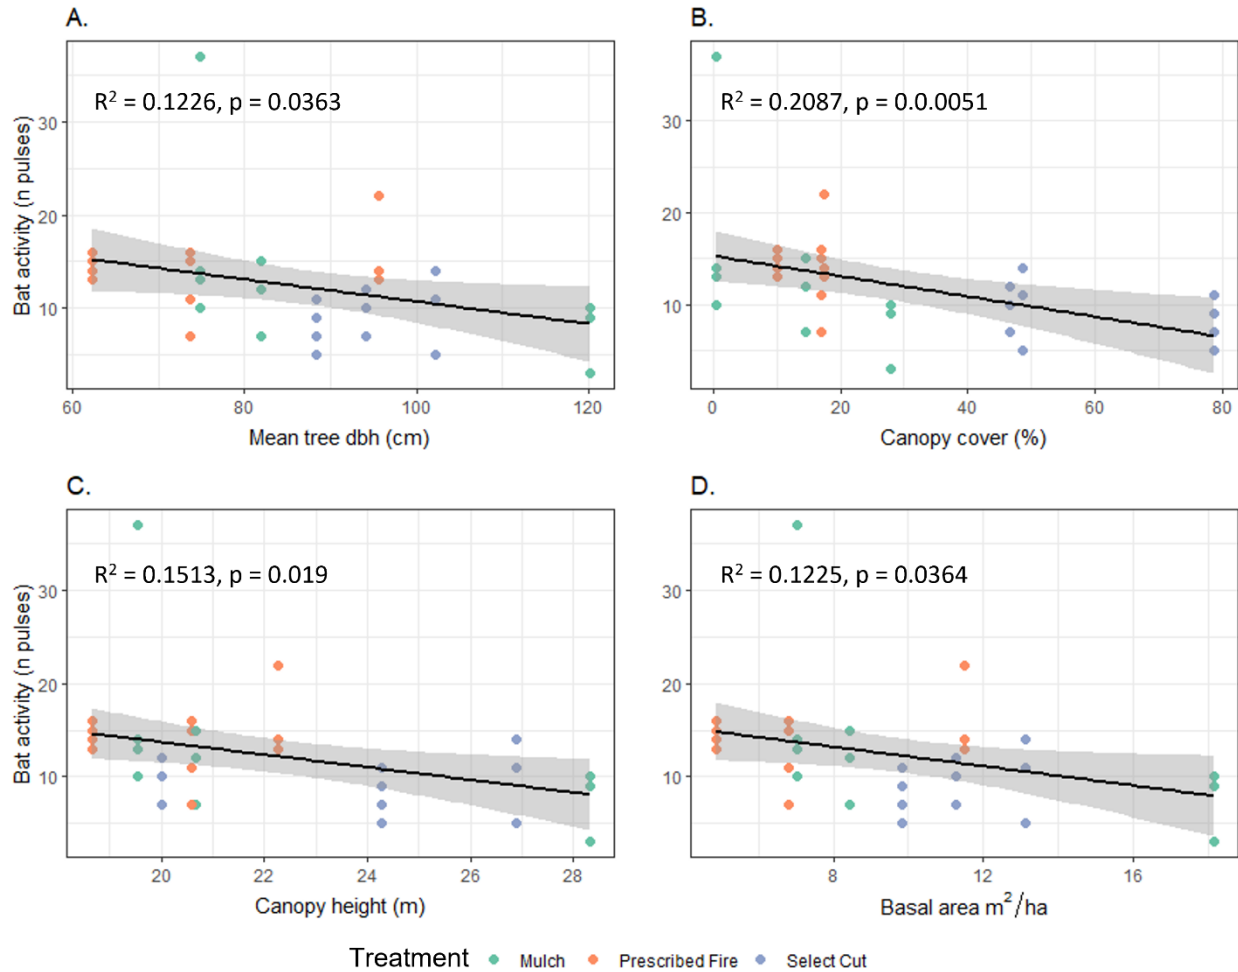 A.
R² = 0.1226, p = 0.0363
Bat activity (n pulses)
30
20
10
60 80 100 120
Mean tree dbh (cm)
B.
R² = 0.2087, p = 0.0.0051
30
20
10
0 20 40 60 80
Canopy cover (%)
C.
R² = 0.1513, p = 0.019
Bat activity (n pulses)
30
20
10
20 22 24 26 28
Canopy height (m)
D.
R² = 0.1225, p = 0.0364
30
20
10
8 12 16
Basal area m²/ha
Treatment Mulch Prescribed Fire Select Cut